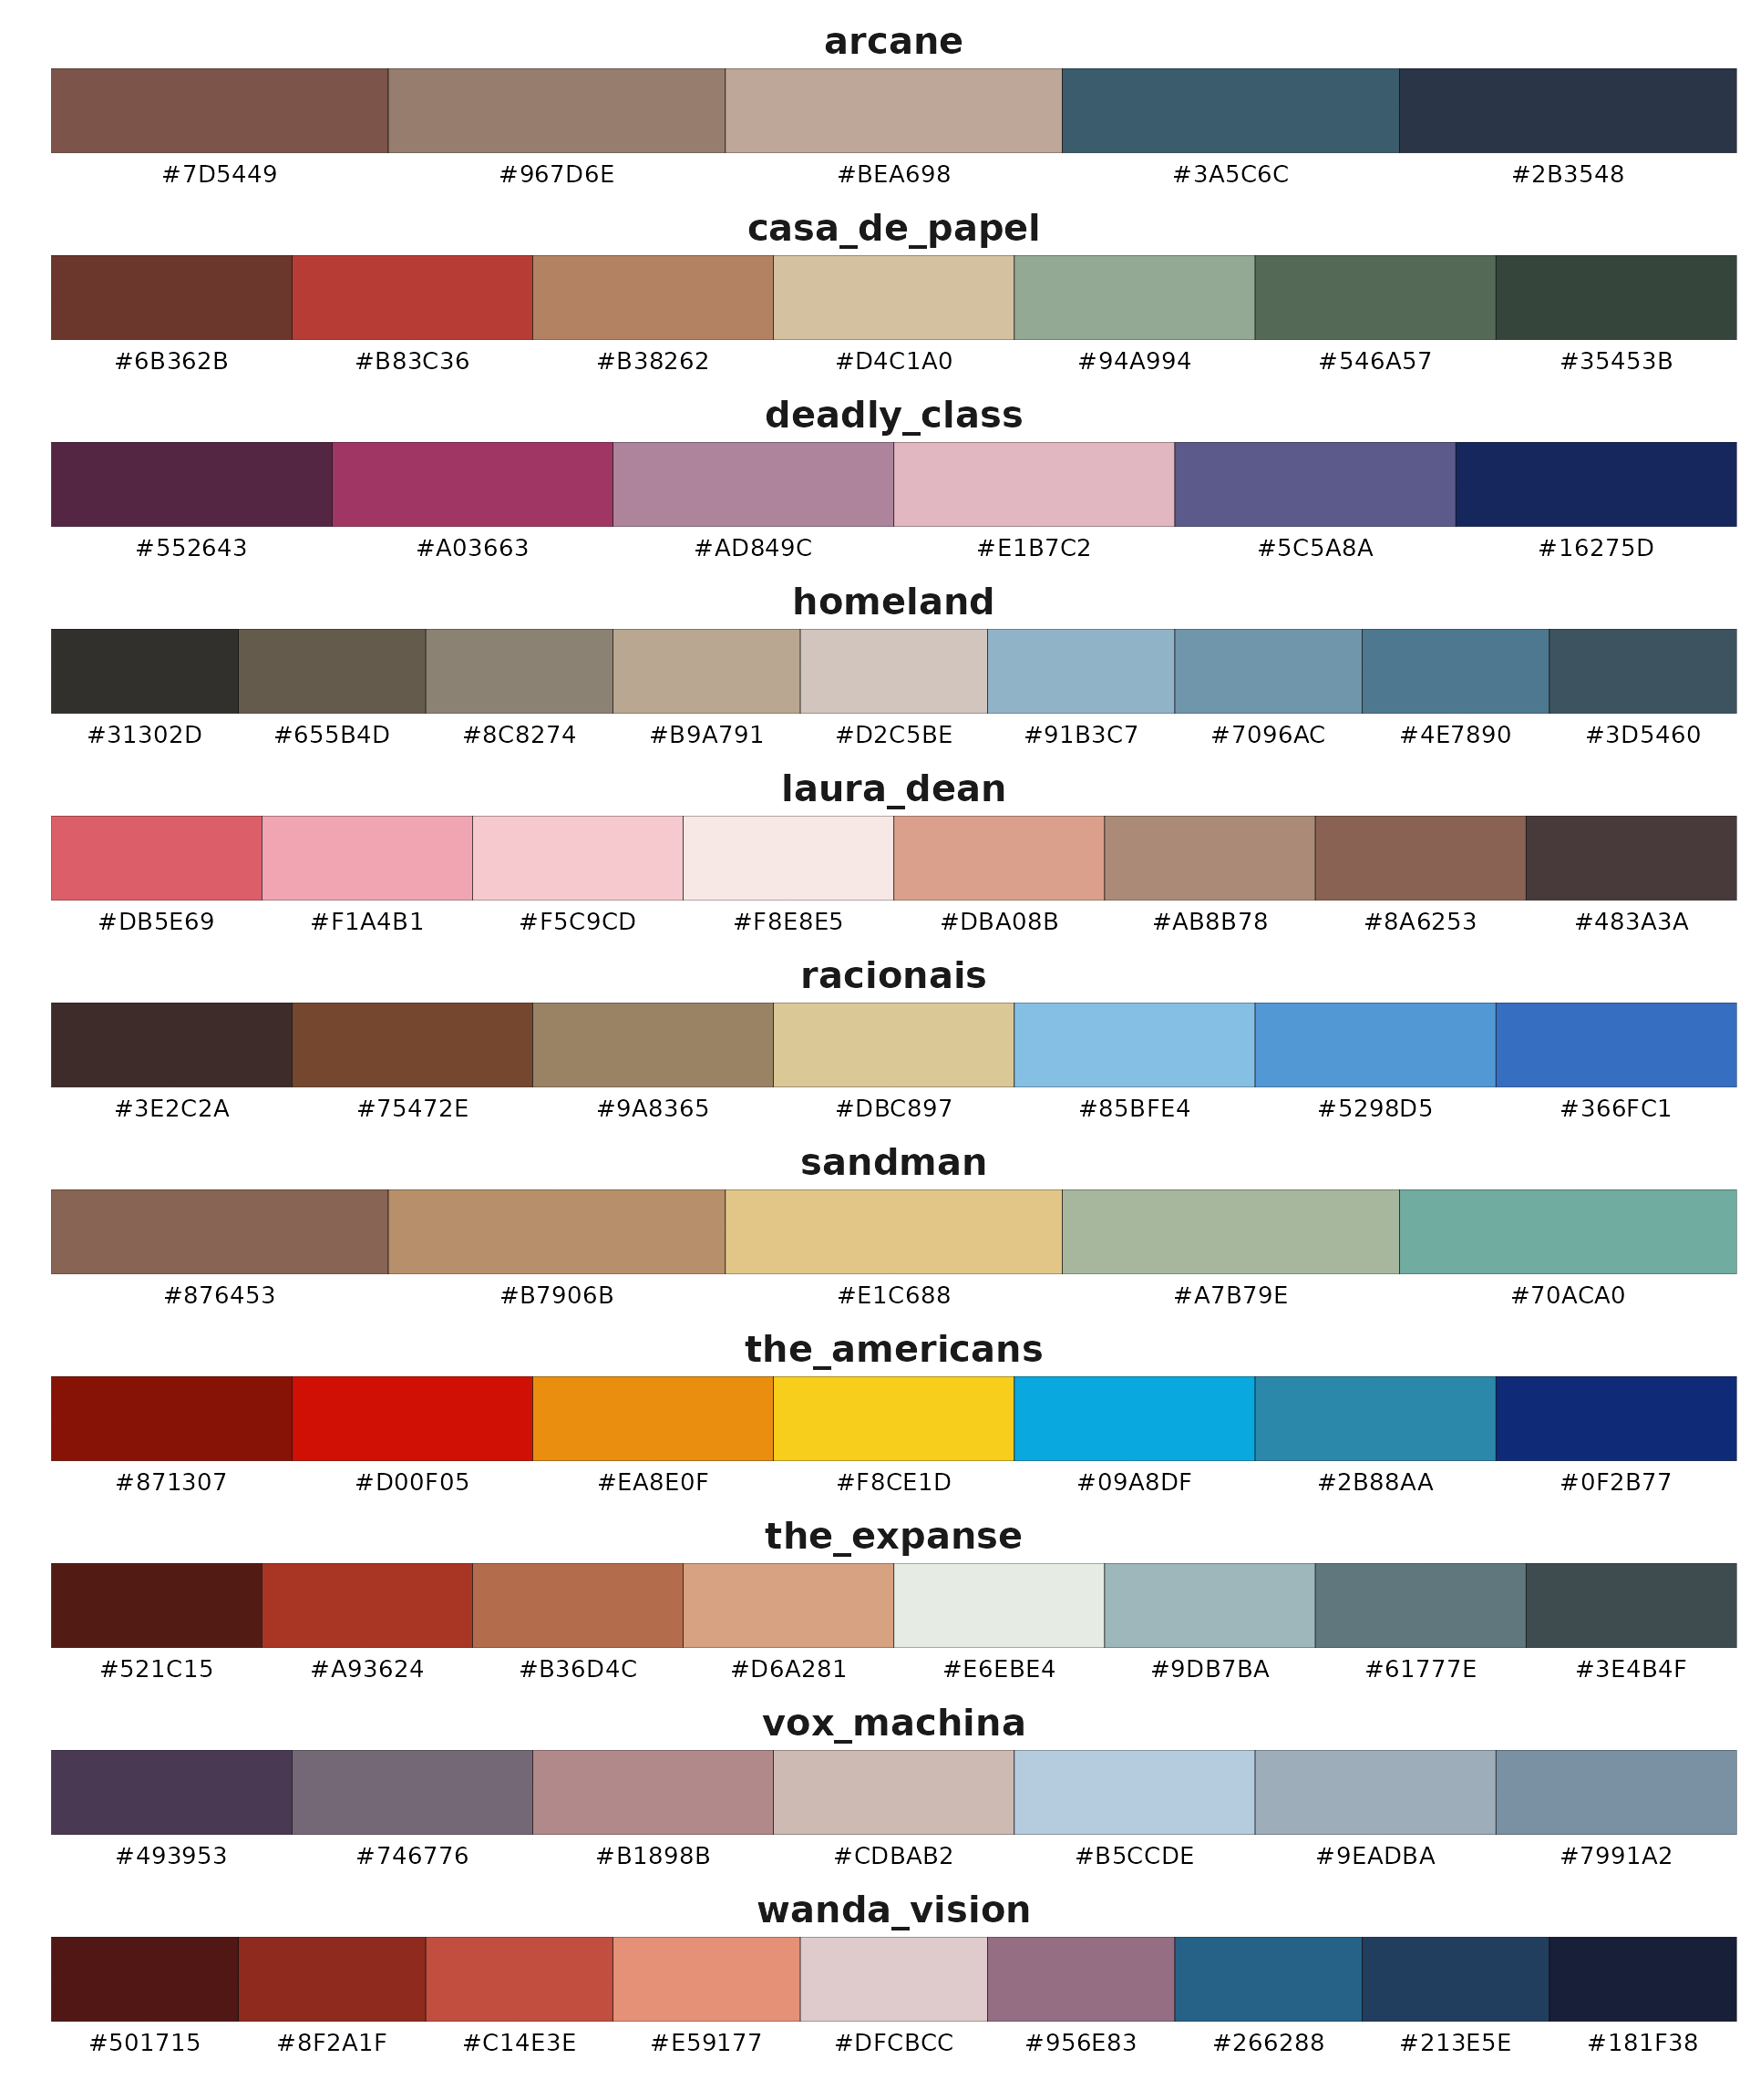 arcane
#7D5449 #967D6E #BEA698 #3A5C6C #2B3548
casa_de_papel
#6B362B #B83C36 #B38262 #D4C1A0 #94A994 #546A57 #35453B
deadly_class
#552643 #A03663 #AD849C #E1B7C2 #5C5A8A #16275D
homeland
#31302D #655B4D #8C8274 #B9A791 #D2C5BE #91B3C7 #7096AC #4E7890 #3D5460
laura_dean
#DB5E69 #F1A4B1 #F5C9CD #F8E8E5 #DBA08B #AB8B78 #8A6253 #483A3A
racionais
#3E2C2A #75472E #9A8365 #DBC897 #85BFE4 #5298D5 #366FC1
sandman
#876453 #B7906B #E1C688 #A7B79E #70ACA0
the_americans
#871307 #D00F05 #EA8E0F #F8CE1D #09A8DF #2B88AA #0F2B77
the_expanse
#521C15 #A93624 #B36D4C #D6A281 #E6EBE4 #9DB7BA #61777E #3E4B4F
vox_machina
#493953 #746776 #B1898B #CDBAB2 #B5CCDE #9EADBA #7991A2
wanda_vision
#501715 #8F2A1F #C14E3E #E59177 #DFCBCC #956E83 #266288 #213E5E #181F38